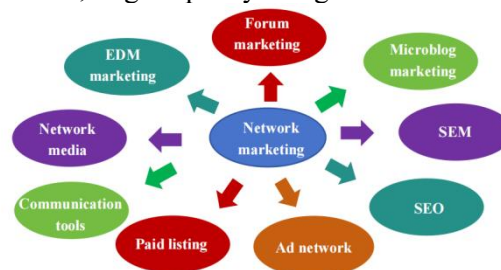 Forum
marketing
EDM
marketing
Microblog
marketing
Network
media
Network
marketing
SEM
Communication
tools
SEO
Paid listing
Ad network